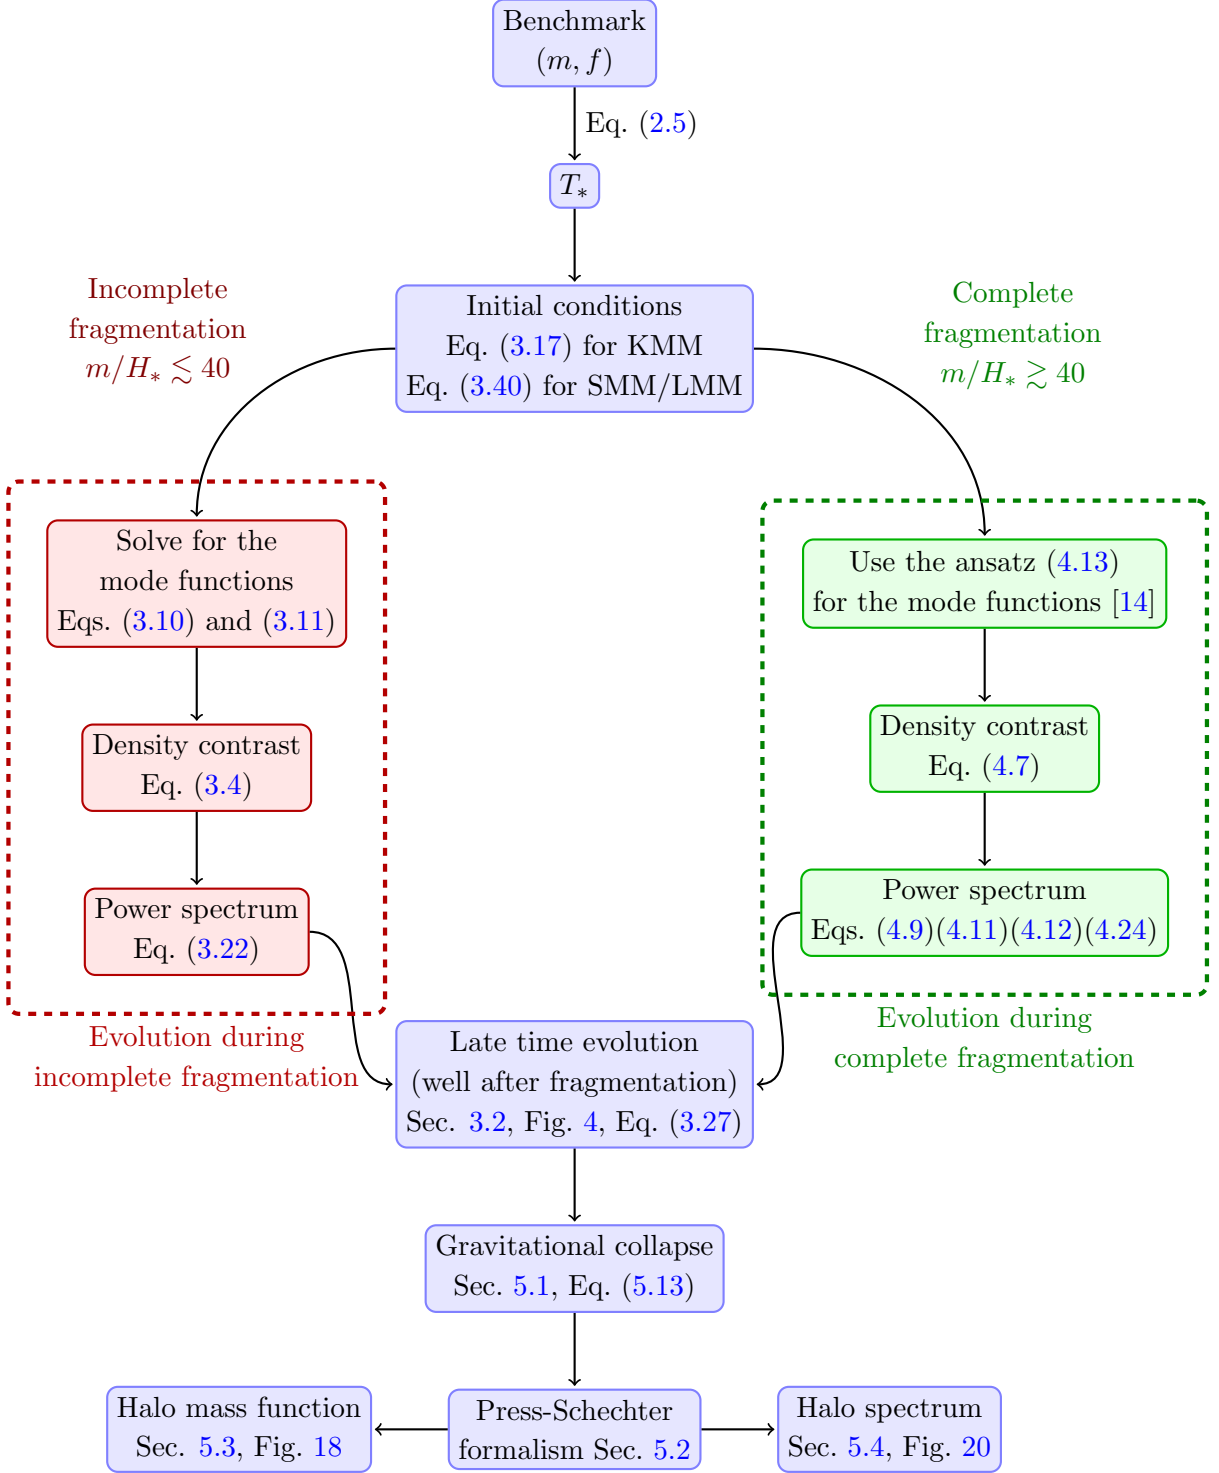 Benchmark
(m, f)
Eq. (2.5)
T*
Incomplete
fragmentation
m/H* ≲ 40
Initial conditions
Eq. (3.17) for KMM
Eq. (3.40) for SMM/LMM
Complete
fragmentation
m/H* ≳ 40
Solve for the
mode functions
Eqs. (3.10) and (3.11)
Density contrast
Eq. (3.4)
Power spectrum
Eq. (3.22)
Evolution during
incomplete fragmentation
Use the ansatz (4.13)
for the mode functions [14]
Density contrast
Eq. (4.7)
Power spectrum
Eqs. (4.9)(4.11)(4.12)(4.24)
Evolution during
complete fragmentation
Late time evolution
(well after fragmentation)
Sec. 3.2, Fig. 4, Eq. (3.27)
Gravitational collapse
Sec. 5.1, Eq. (5.13)
Halo mass function
Sec. 5.3, Fig. 18
Press-Schechter
formalism Sec. 5.2
Halo spectrum
Sec. 5.4, Fig. 20